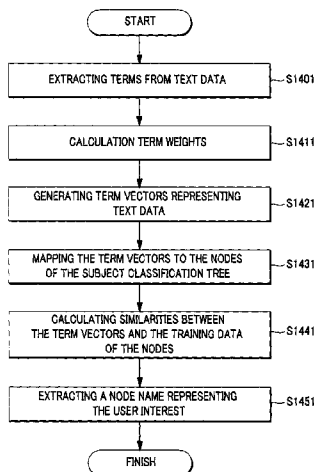 START
EXTRACTING TERMS FROM TEXT DATA
S1401
CALCULATION TERM WEIGHTS
S1411
GENERATING TERM VECTORS REPRESENTING
TEXT DATA
S1421
MAPPING THE TERM VECTORS TO THE NODES
OF THE SUBJECT CLASSIFICATION TREE
S1431
CALCULATING SIMILARITIES BETWEEN
THE TERM VECTORS AND THE TRAINING DATA
OF THE NODES
S1441
EXTRACTING A NODE NAME REPRESENTING
THE USER INTEREST
S1451
FINISH